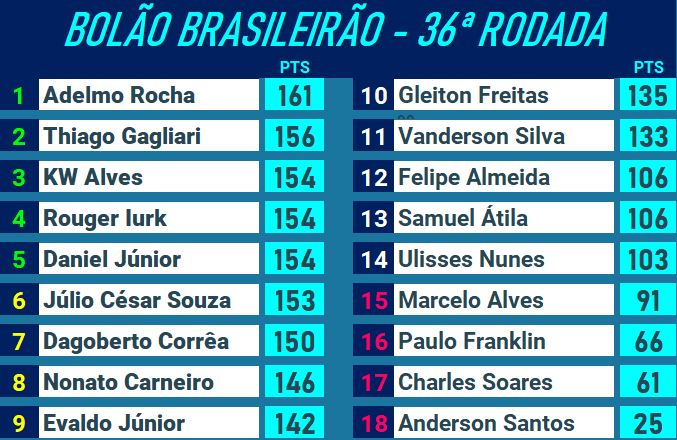 BOLÃO BRASILEIRÃO - 36ª RODADA
PTS
1 Adelmo Rocha 161
2 Thiago Gagliari 156
3 KW Alves 154
4 Rouger Iurk 154
5 Daniel Júnior 154
6 Júlio César Souza 153
7 Dagoberto Corrêa 150
8 Nonato Carneiro 146
9 Evaldo Júnior 142
PTS
10 Gleiton Freitas 135
11 Vanderson Silva 133
12 Felipe Almeida 106
13 Samuel Átila 106
14 Ulisses Nunes 103
15 Marcelo Alves 91
16 Paulo Franklin 66
17 Charles Soares 61
18 Anderson Santos 25